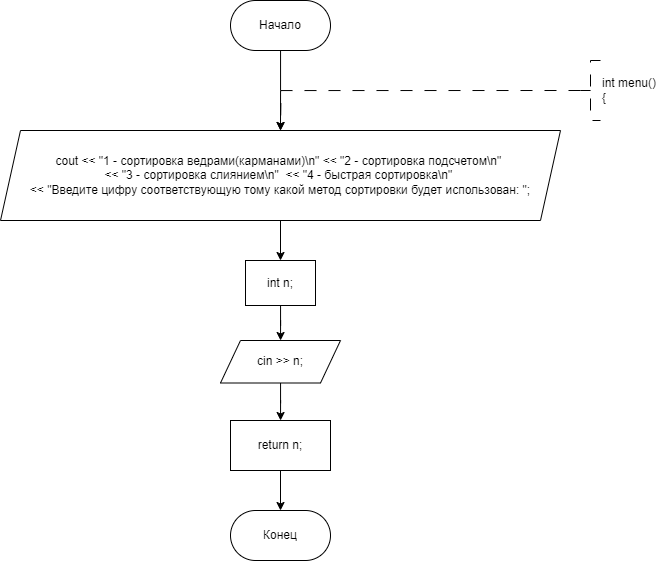 Начало
int menu()
{
cout << "1 - сортировка ведрами(карманами)\n" << "2 - сортировка подсчетом\n"
<< "3 - сортировка слиянием\n" << "4 - быстрая сортировка\n"
<< "Введите цифру соответствующую тому какой метод сортировки будет использован: ";
int n;
cin >> n;
return n;
Конец